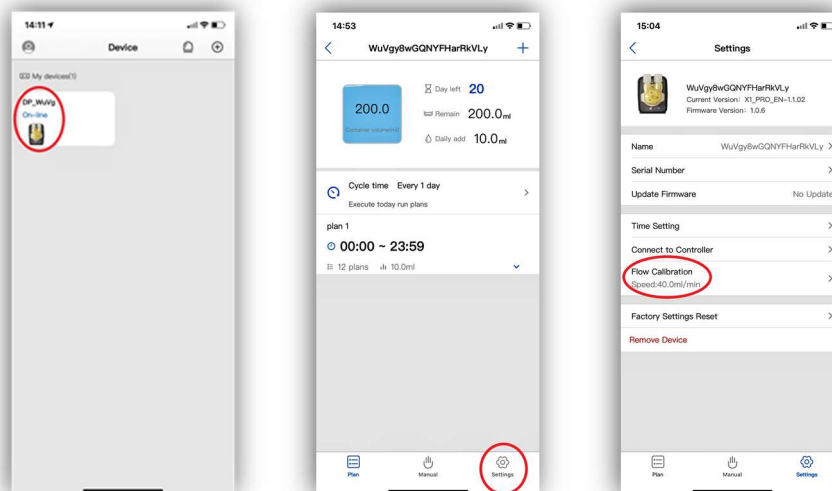 14:11
Device
My devices(1)
DP_WuVg
On-line
14:53
WuVgy8wGQNYFHarRkVLy
200.0
Container volume(ml)
Day left 20
Remain 200.0ml
Daily add 10.0ml
Cycle time Every 1 day
Execute today run plans
plan 1
00:00 ~ 23:59
12 plans 10.0ml
Plan
Manual
Settings
15:04
Settings
WuVgy8wGQNYFHarRkVLy
Current Version: X1_PRO_EN-1.1.02
Firmware Version: 1.0.6
Name WuVgy8wGQNYFHarRkVLy
Serial Number
Update Firmware No Update
Time Setting
Connect to Controller
Flow Calibration
Speed:40.0ml/min
Factory Settings Reset
Remove Device
Plan
Manual
Settings